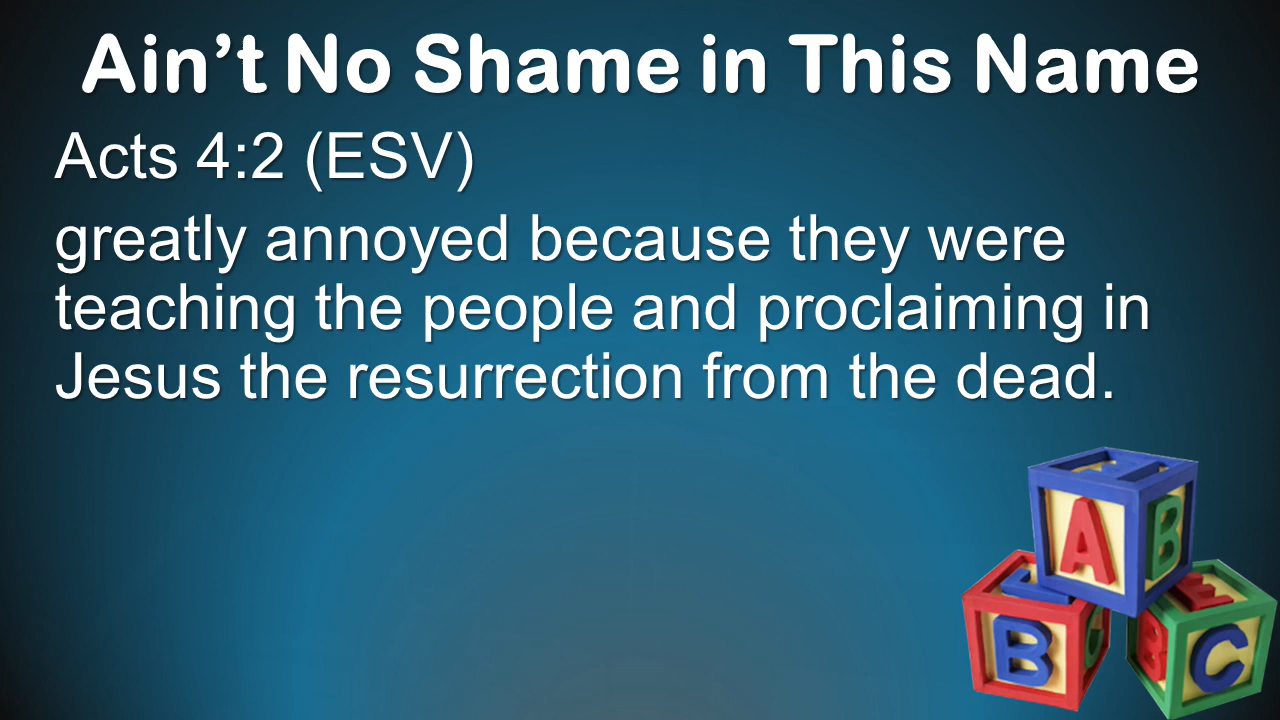 Ain’t No Shame in This Name
Acts 4:2 (ESV)
greatly annoyed because they were
teaching the people and proclaiming in
Jesus the resurrection from the dead.
A
B
B
C